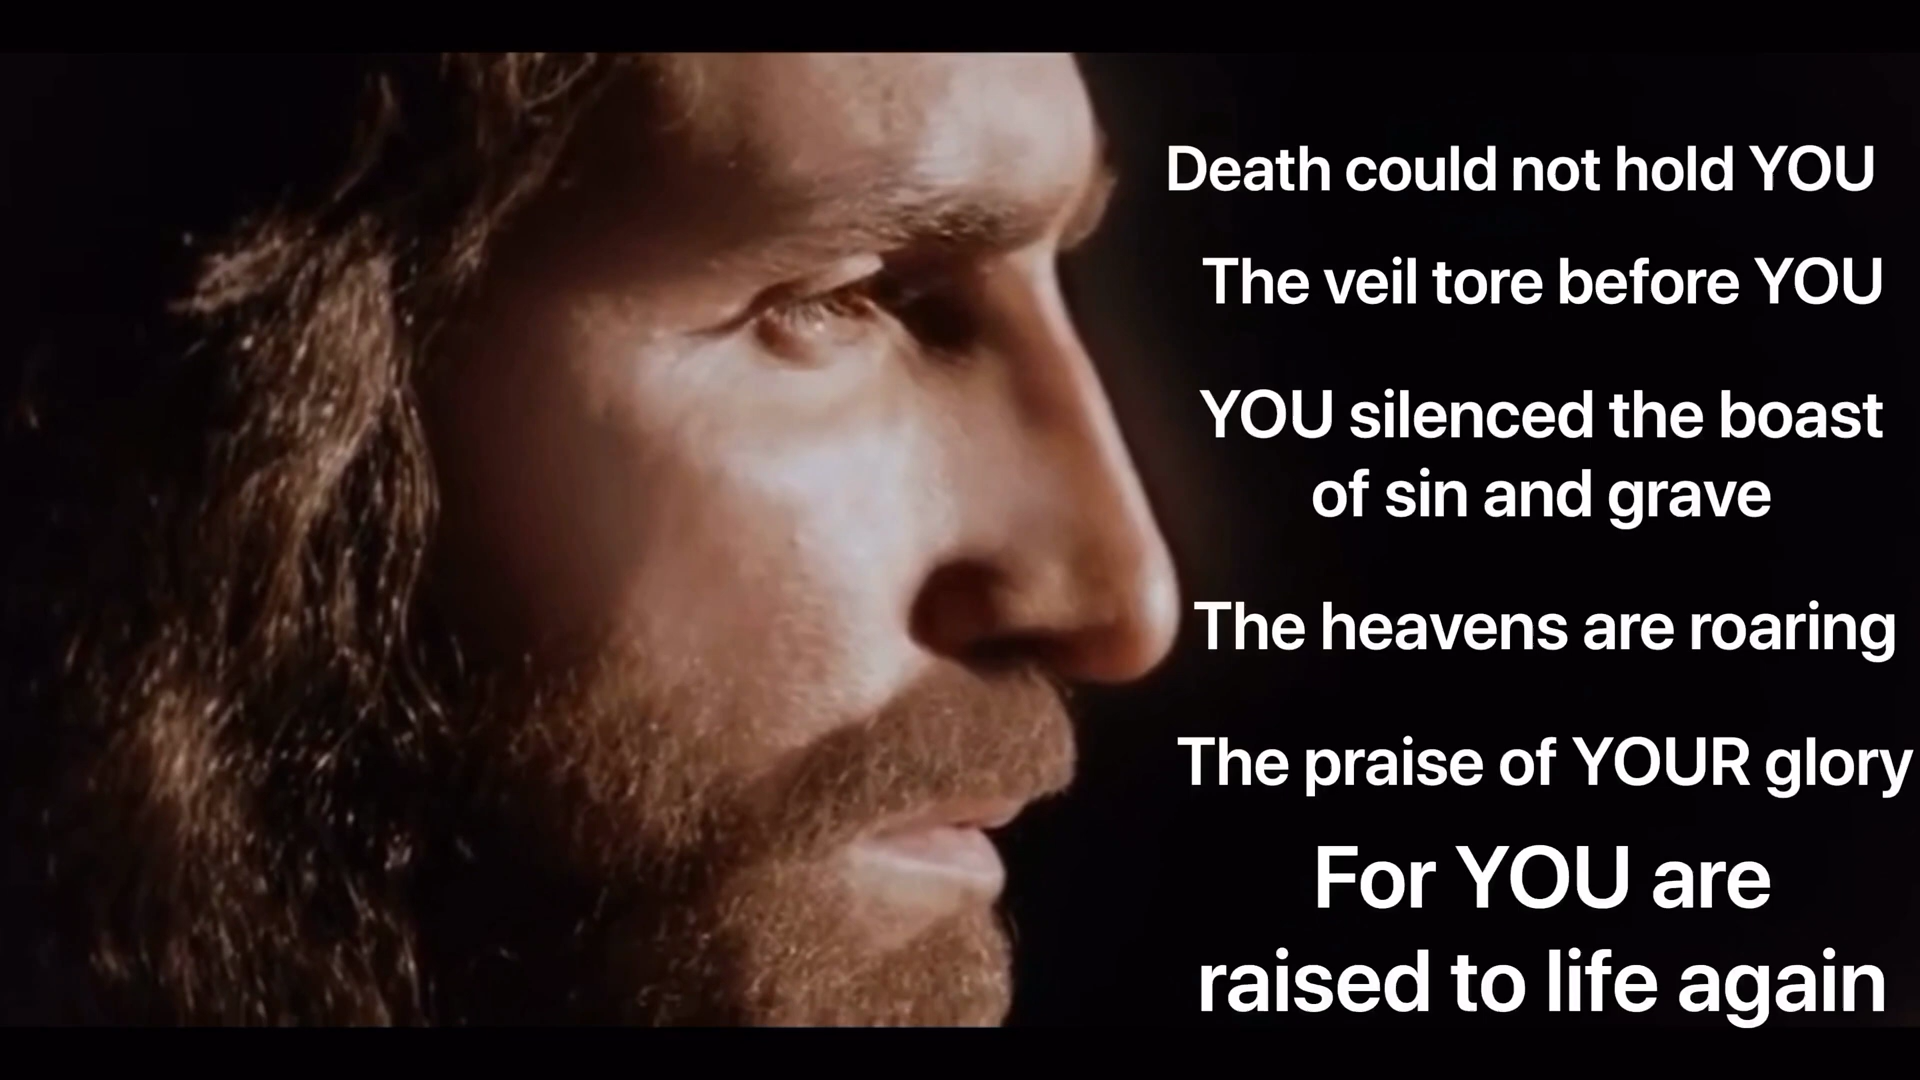 Death could not hold YOU
The veil tore before YOU
YOU silenced the boast
of sin and grave
The heavens are roaring
The praise of YOUR glory
For YOU are
raised to life again